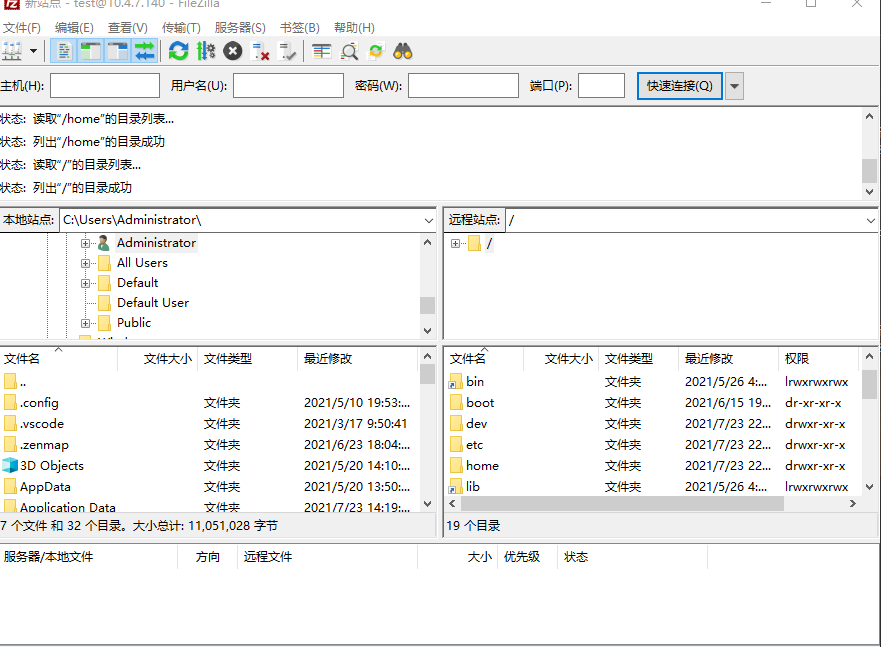 新站点 - test@10.4.7.140 - FileZilla
文件(F) 编辑(E) 查看(V) 传输(T) 服务器(S) 书签(B) 帮助(H)
主机(H): 用户名(U): 密码(W): 端口(P): 快速连接(Q)
状态: 读取“/home”的目录列表...
状态: 列出“/home”的目录成功
状态: 读取“/”的目录列表...
状态: 列出“/”的目录成功
本地站点: C:\Users\Administrator\
Administrator
All Users
Default
Default User
Public
远程站点: /
/
文件名 文件大小 文件类型 最近修改
..
.config 文件夹 2021/5/10 19:53:...
.vscode 文件夹 2021/3/17 9:50:41
.zenmap 文件夹 2021/6/23 18:04:...
3D Objects 文件夹 2021/5/20 14:10:...
AppData 文件夹 2021/5/20 13:50:...
Application Data 文件夹 2021/7/23 14:19:...
7 个文件 和 32 个目录。大小总计: 11,051,028 字节
文件名 文件大小 文件类型 最近修改 权限
bin 文件夹 2021/5/26 4:... lrwxrwxrwx
boot 文件夹 2021/6/15 19... dr-xr-xr-x
dev 文件夹 2021/7/23 22... drwxr-xr-x
etc 文件夹 2021/7/23 22... drwxr-xr-x
home 文件夹 2021/7/23 22... drwxr-xr-x
lib 文件夹 2021/5/26 4:... lrwxrwxrwx
19 个目录
服务器/本地文件 方向 远程文件 大小 优先级 状态